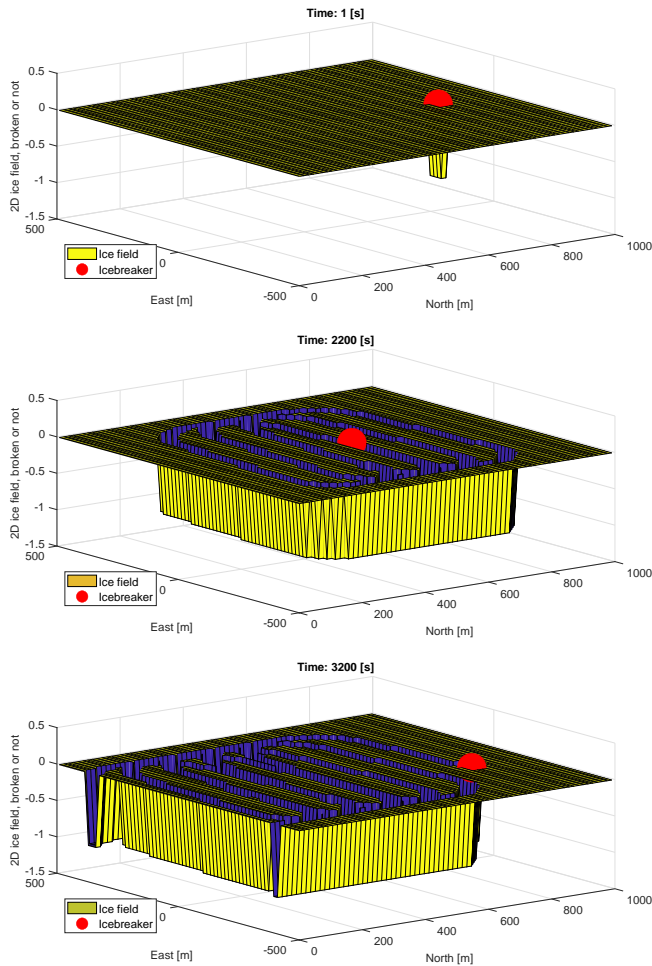 Time: 1 [s]
0.5
0
-0.5
-1
-1.5
500
0
-500
2D ice field, broken or not
Ice field
Icebreaker
East [m]
0
200
400
600
800
1000
North [m]
Time: 2200 [s]
0.5
0
-0.5
-1
-1.5
500
0
-500
2D ice field, broken or not
Ice field
Icebreaker
East [m]
0
200
400
600
800
1000
North [m]
Time: 3200 [s]
0.5
0
-0.5
-1
-1.5
500
0
-500
2D ice field, broken or not
Ice field
Icebreaker
East [m]
0
200
400
600
800
1000
North [m]